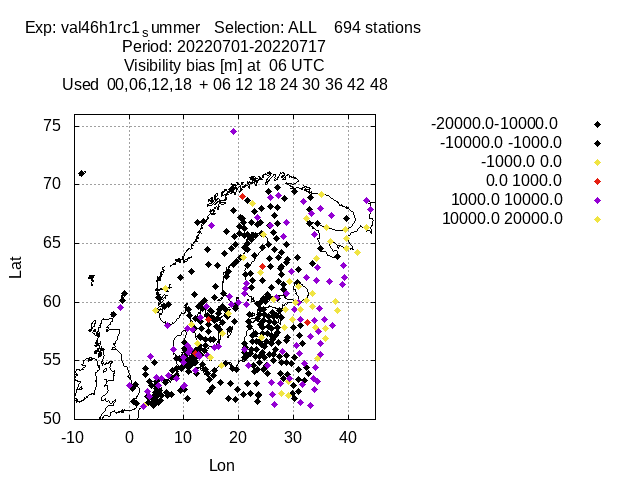 Exp: val46h1rc1summer Selection: ALL 694 stations
Period: 20220701-20220717
Visibility bias [m] at 06 UTC
Used 00,06,12,18 + 06 12 18 24 30 36 42 48
-20000.0-10000.0
-10000.0 -1000.0
-1000.0 0.0
0.0 1000.0
1000.0 10000.0
10000.0 20000.0
75
70
65
60
55
50
Lat
-10 0 10 20 30 40
Lon